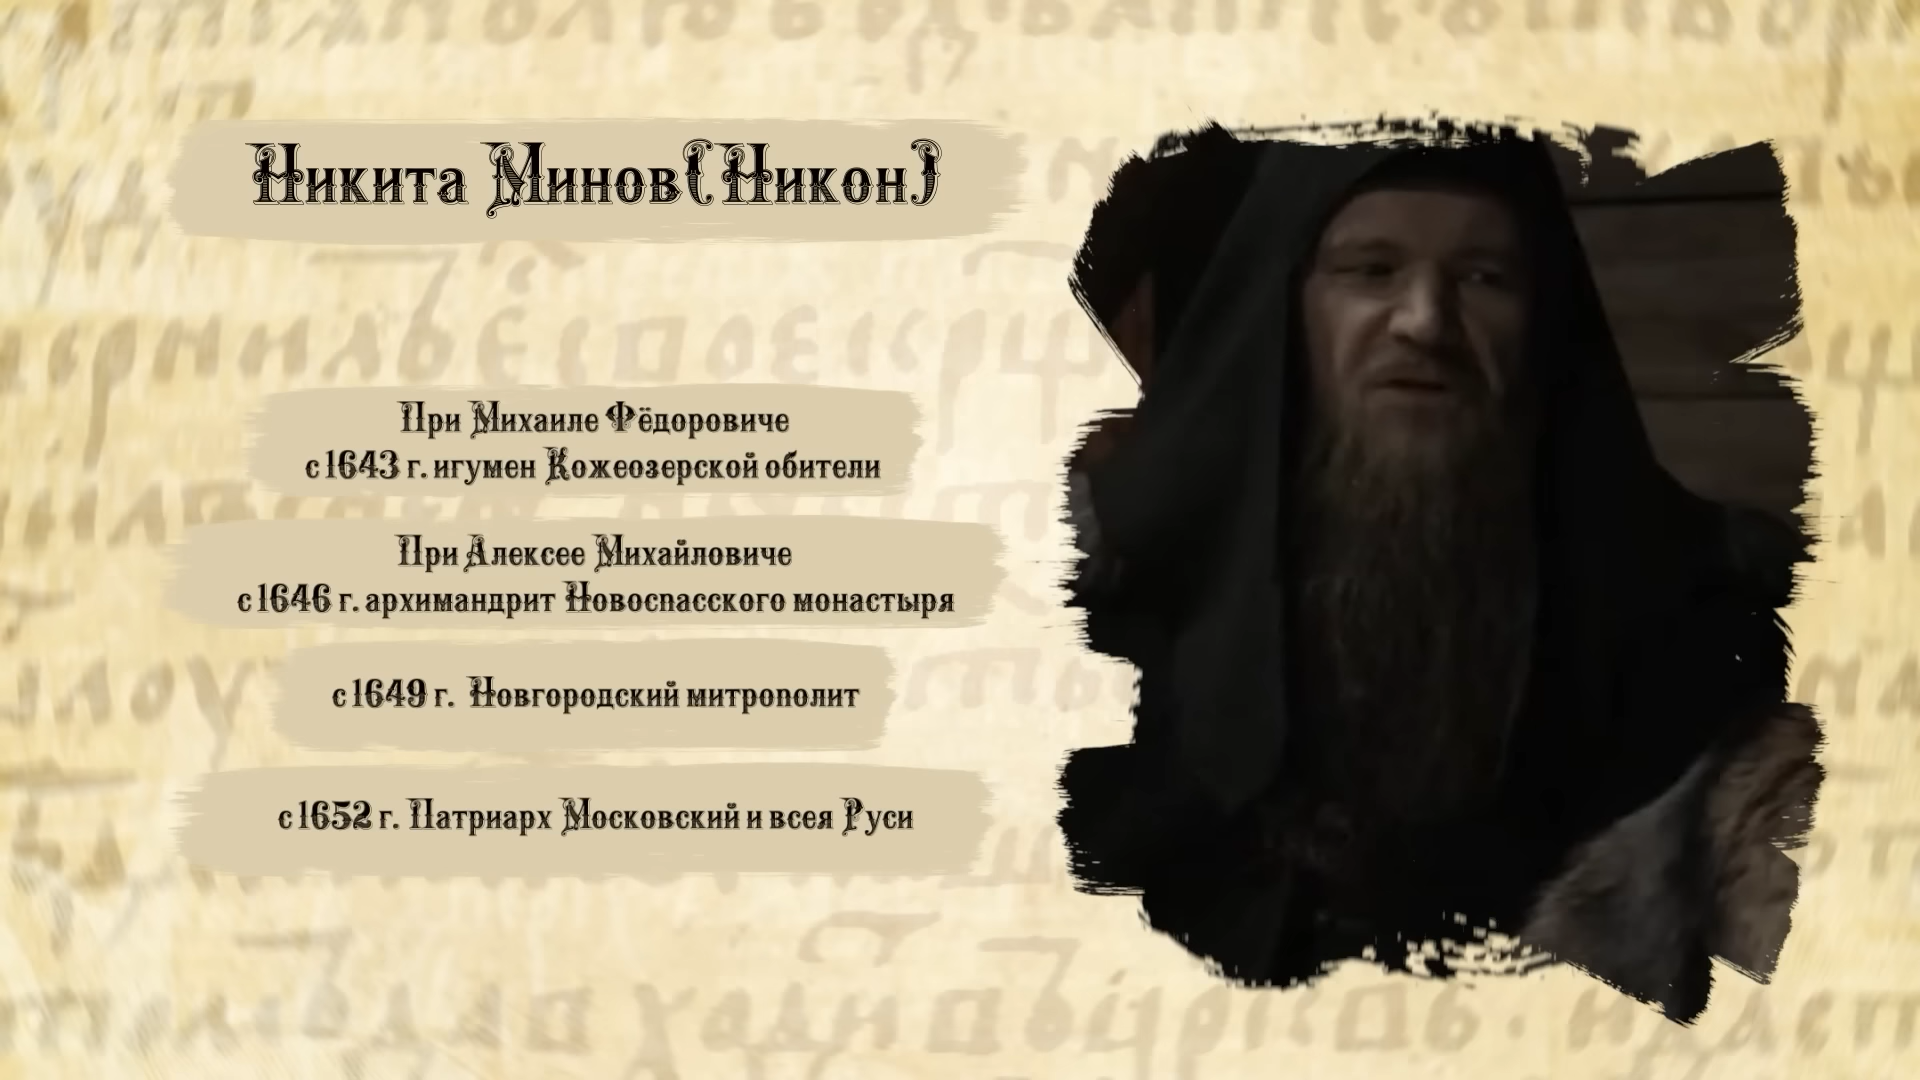 Никита Минов(Никон)
При Михаиле Фёдоровиче
с 1643 г. игумен Кожеозерской обители
При Алексее Михайловиче
с 1646 г. архимандрит Новоспасского монастыря
с 1649 г. Новгородский митрополит
с 1652 г. Патриарх Московский и всея Руси